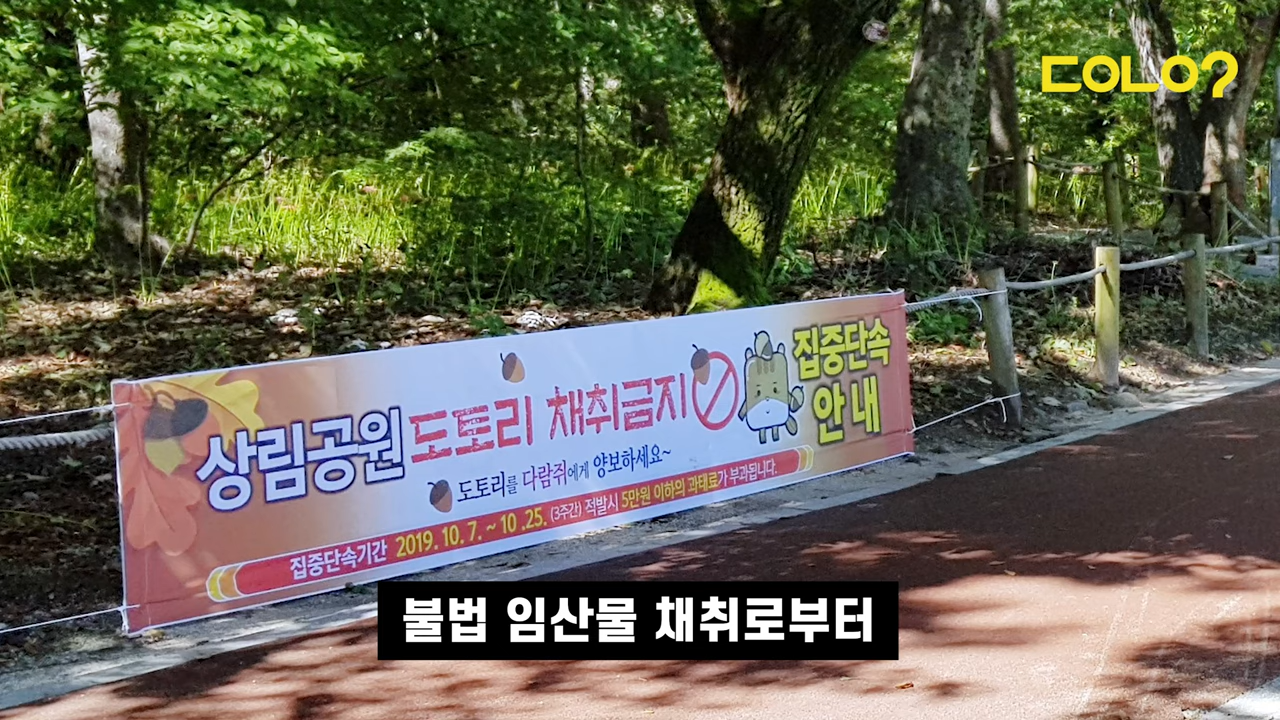 ㄷㅇㄴㅇ?
상림공원 도토리 채취금지
집중단속
안내
도토리를 다람쥐에게 양보하세요~
집중단속기간 2019. 10. 7. ~ 10 .25. (3주간) 적발시 5만원 이하의 과태료가 부과됩니다.
불법 임산물 채취로부터